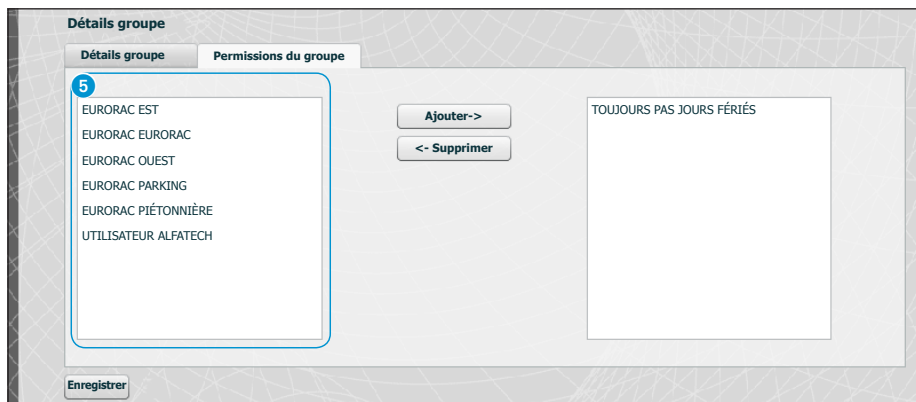 Détails groupe
Détails groupe
Permissions du groupe
5
EURORAC EST
EURORAC EURORAC
EURORAC OUEST
EURORAC PARKING
EURORAC PIÉTONNIÈRE
UTILISATEUR ALFATECH
Ajouter->
<- Supprimer
TOUJOURS PAS JOURS FÉRIÉS
Enregistrer